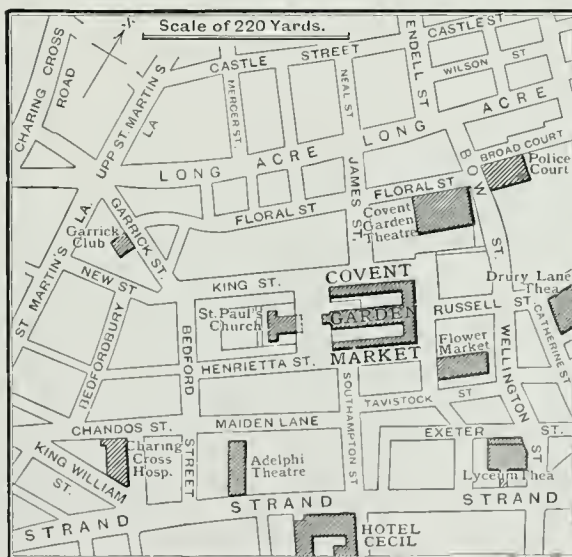 Scale of 220 Yards.
CHARING CROSS
ROAD
UPP ST. MARTIN'S
LA
CASTLE STREET
MERCER ST.
NEAL ST
ENDELL ST
CASTLE ST
WILSON ST
LONG ACRE
LONG ACRE
BROAD COURT
Police
Court
BOW ST.
JAMES ST.
FLORAL ST
FLORAL ST
Covent
Garden
Theatre
GARRICK ST.
Garrick
Club
ST MARTIN'S LA.
NEW ST
KING ST.
COVENT
GARDEN
MARKET
St. Paul's
Church
RUSSELL ST.
Drury Lane
Thea
CATHERINE ST
Flower
Market
WELLINGTON
ST.
BEDFORDBURY
BEDFORD
STREET
HENRIETTA ST.
SOUTHAMPTON ST
TAVISTOCK ST
CHANDOS ST.
MAIDEN LANE
EXETER ST.
KING WILLIAM
ST.
Charing
Cross
Hosp.
Adelphi
Theatre
Lyceum Thea
STRAND
STRAND
STRAND
HOTEL
CECIL